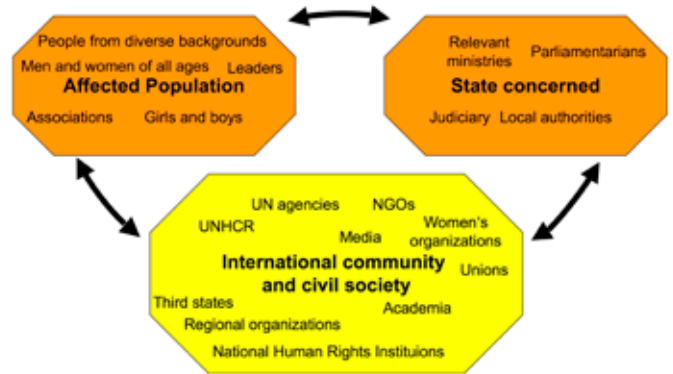 People from diverse backgrounds
Men and women of all ages
Leaders
Affected Population
Associations
Girls and boys
Relevant
ministries
Parliamentarians
State concerned
Judiciary
Local authorities
UN agencies
NGOs
UNHCR
Women's
organizations
Media
International community
and civil society
Unions
Third states
Academia
Regional organizations
National Human Rights Instituions